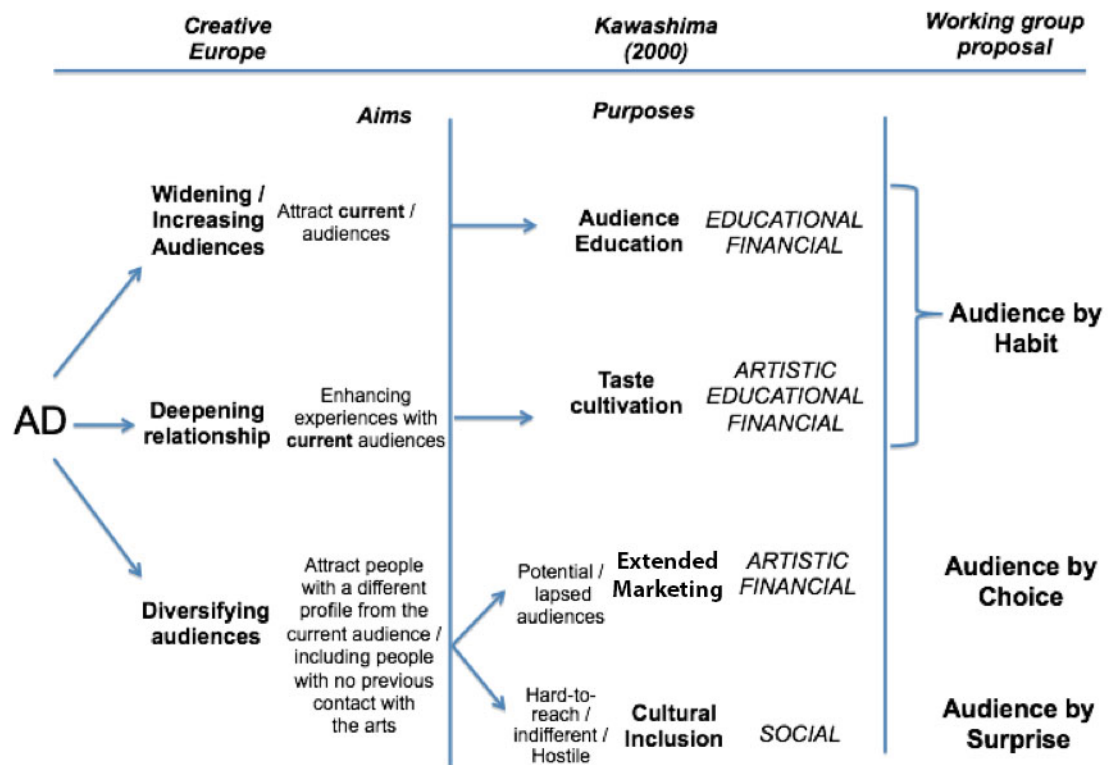 Creative
Europe
Kawashima
(2000)
Working group
proposal
Aims
Purposes
Widening /
Increasing
Audiences
Attract current /
audiences
Audience
Education
EDUCATIONAL
FINANCIAL
Audience by
Habit
AD
Deepening
relationship
Enhancing
experiences with
current audiences
Taste
cultivation
ARTISTIC
EDUCATIONAL
FINANCIAL
Diversifying
audiences
Attract people
with a different
profile from the
current audience /
including people
with no previous
contact with
the arts
Potential /
lapsed
audiences
Extended
Marketing
ARTISTIC
FINANCIAL
Audience by
Choice
Hard-to-
reach /
indifferent /
Hostile
Cultural
Inclusion
SOCIAL
Audience by
Surprise